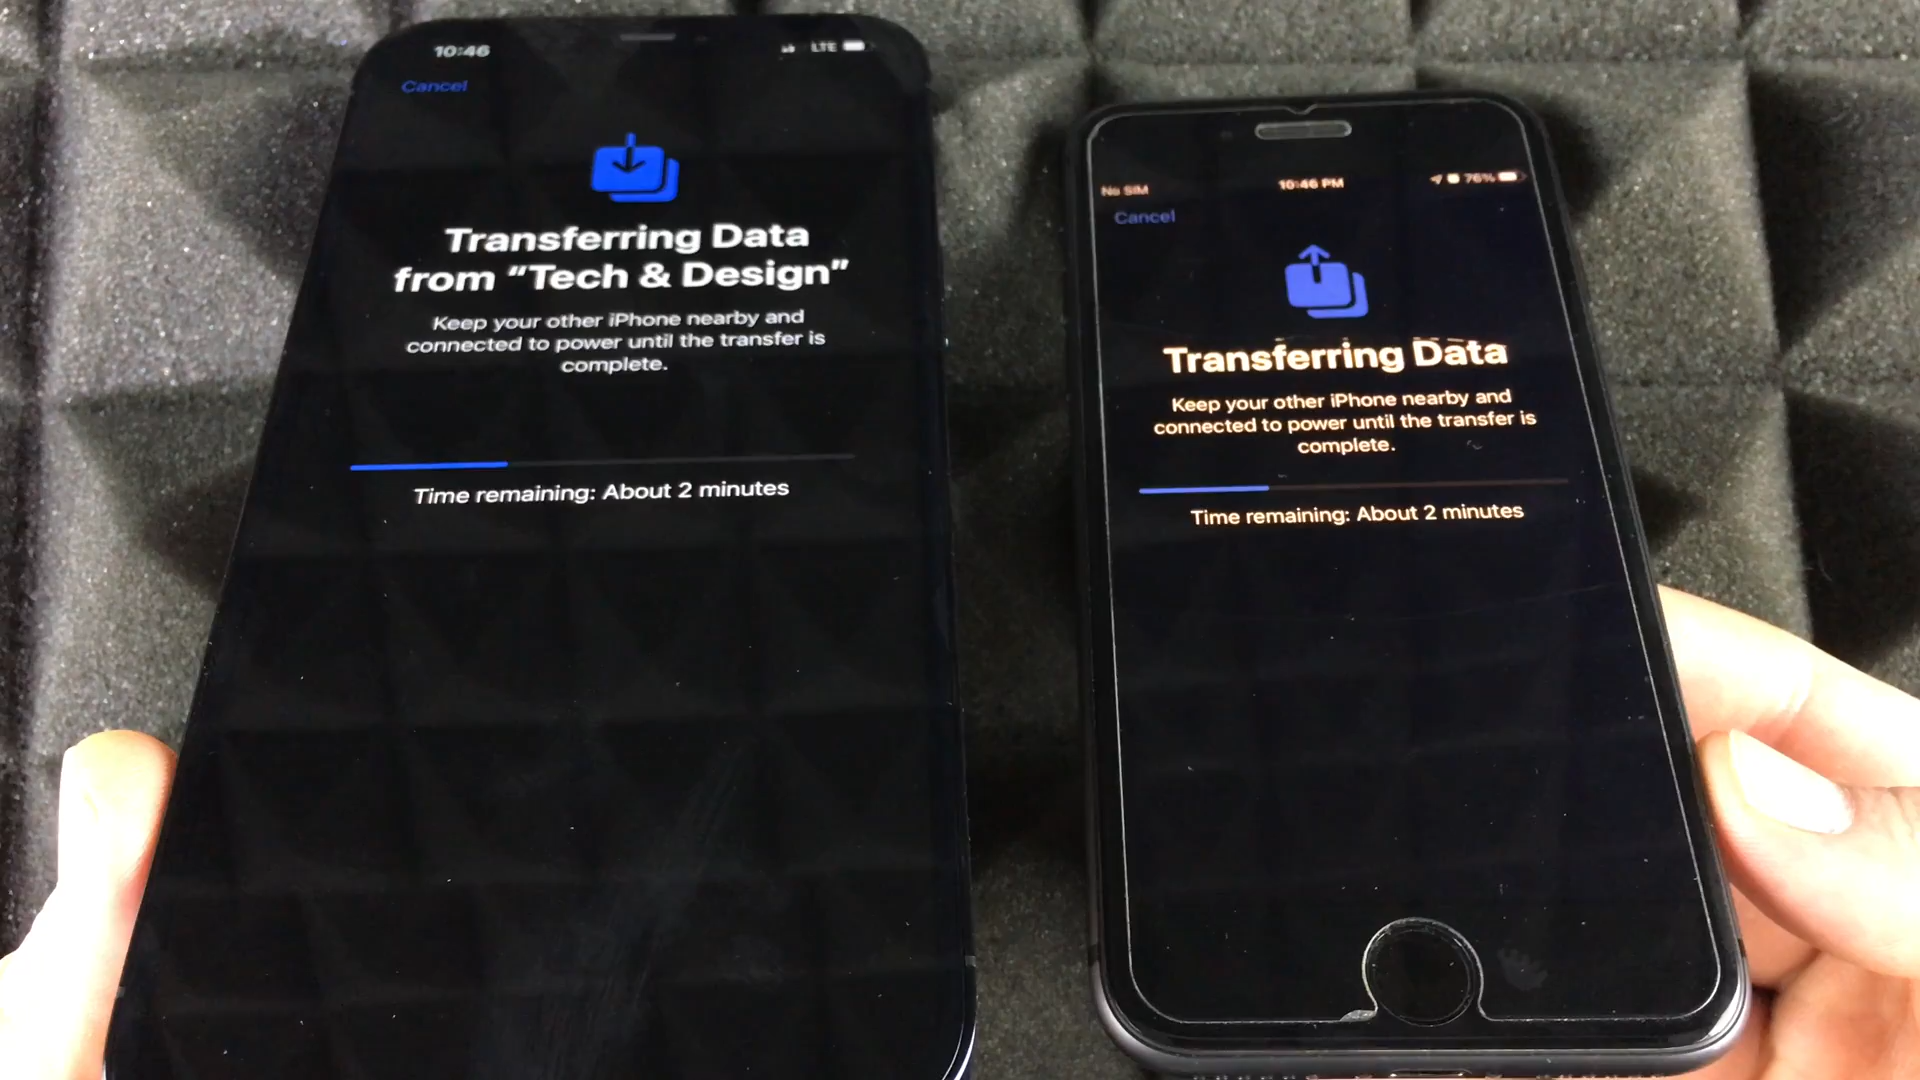 10:46
LTE
Cancel
Transferring Data
from “Tech & Design”
Keep your other iPhone nearby and
connected to power until the transfer is
complete.
Time remaining: About 2 minutes
No SIM
10:46 PM
76%
Cancel
Transferring Data
Keep your other iPhone nearby and
connected to power until the transfer is
complete.
Time remaining: About 2 minutes